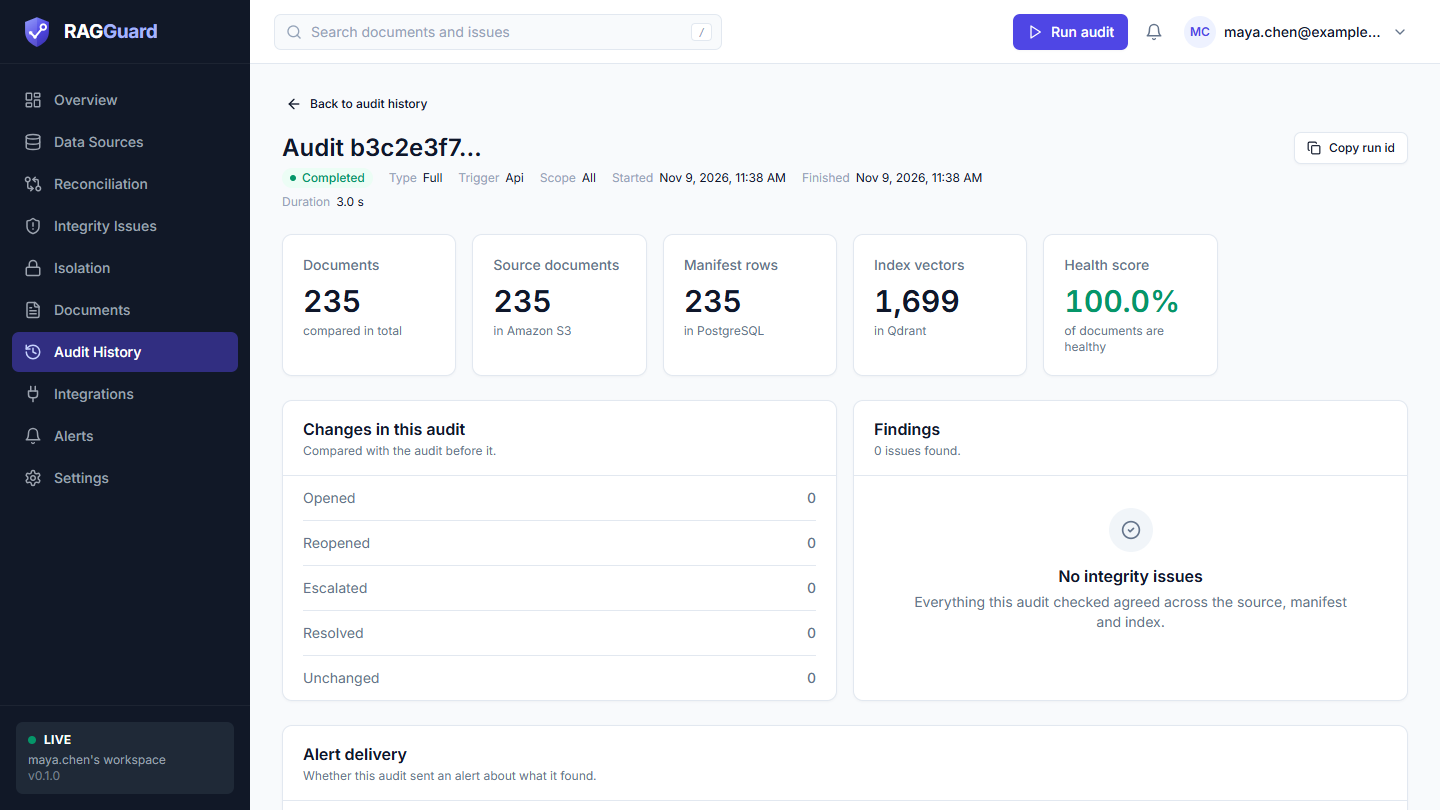 RAGGuard
Search documents and issues
/
Run audit
MC
maya.chen@example...
Overview
Data Sources
Reconciliation
Integrity Issues
Isolation
Documents
Audit History
Integrations
Alerts
Settings
LIVE
maya.chen's workspace
v0.1.0
Back to audit history
Audit b3c2e3f7...
Copy run id
Completed Type Full Trigger Api Scope All Started Nov 9, 2026, 11:38 AM Finished Nov 9, 2026, 11:38 AM
Duration 3.0 s
Documents
235
compared in total
Source documents
235
in Amazon S3
Manifest rows
235
in PostgreSQL
Index vectors
1,699
in Qdrant
Health score
100.0%
of documents are
healthy
Changes in this audit
Compared with the audit before it.
Opened 0
Reopened 0
Escalated 0
Resolved 0
Unchanged 0
Findings
0 issues found.
No integrity issues
Everything this audit checked agreed across the source, manifest
and index.
Alert delivery
Whether this audit sent an alert about what it found.